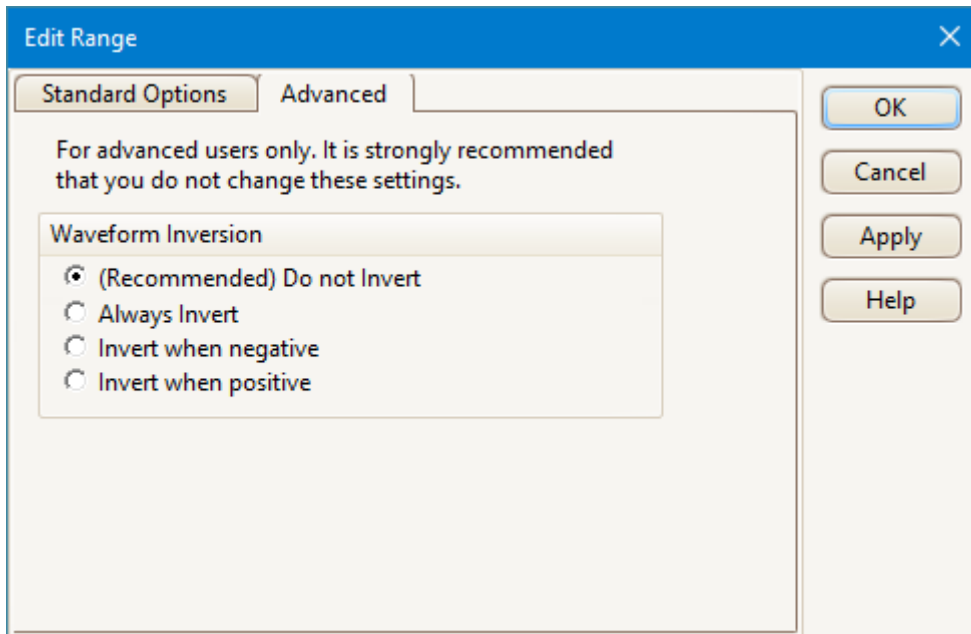 Edit Range
Standard Options
Advanced
OK
For advanced users only. It is strongly recommended
that you do not change these settings.
Cancel
Waveform Inversion
Apply
(Recommended) Do not Invert
Always Invert
Help
Invert when negative
Invert when positive